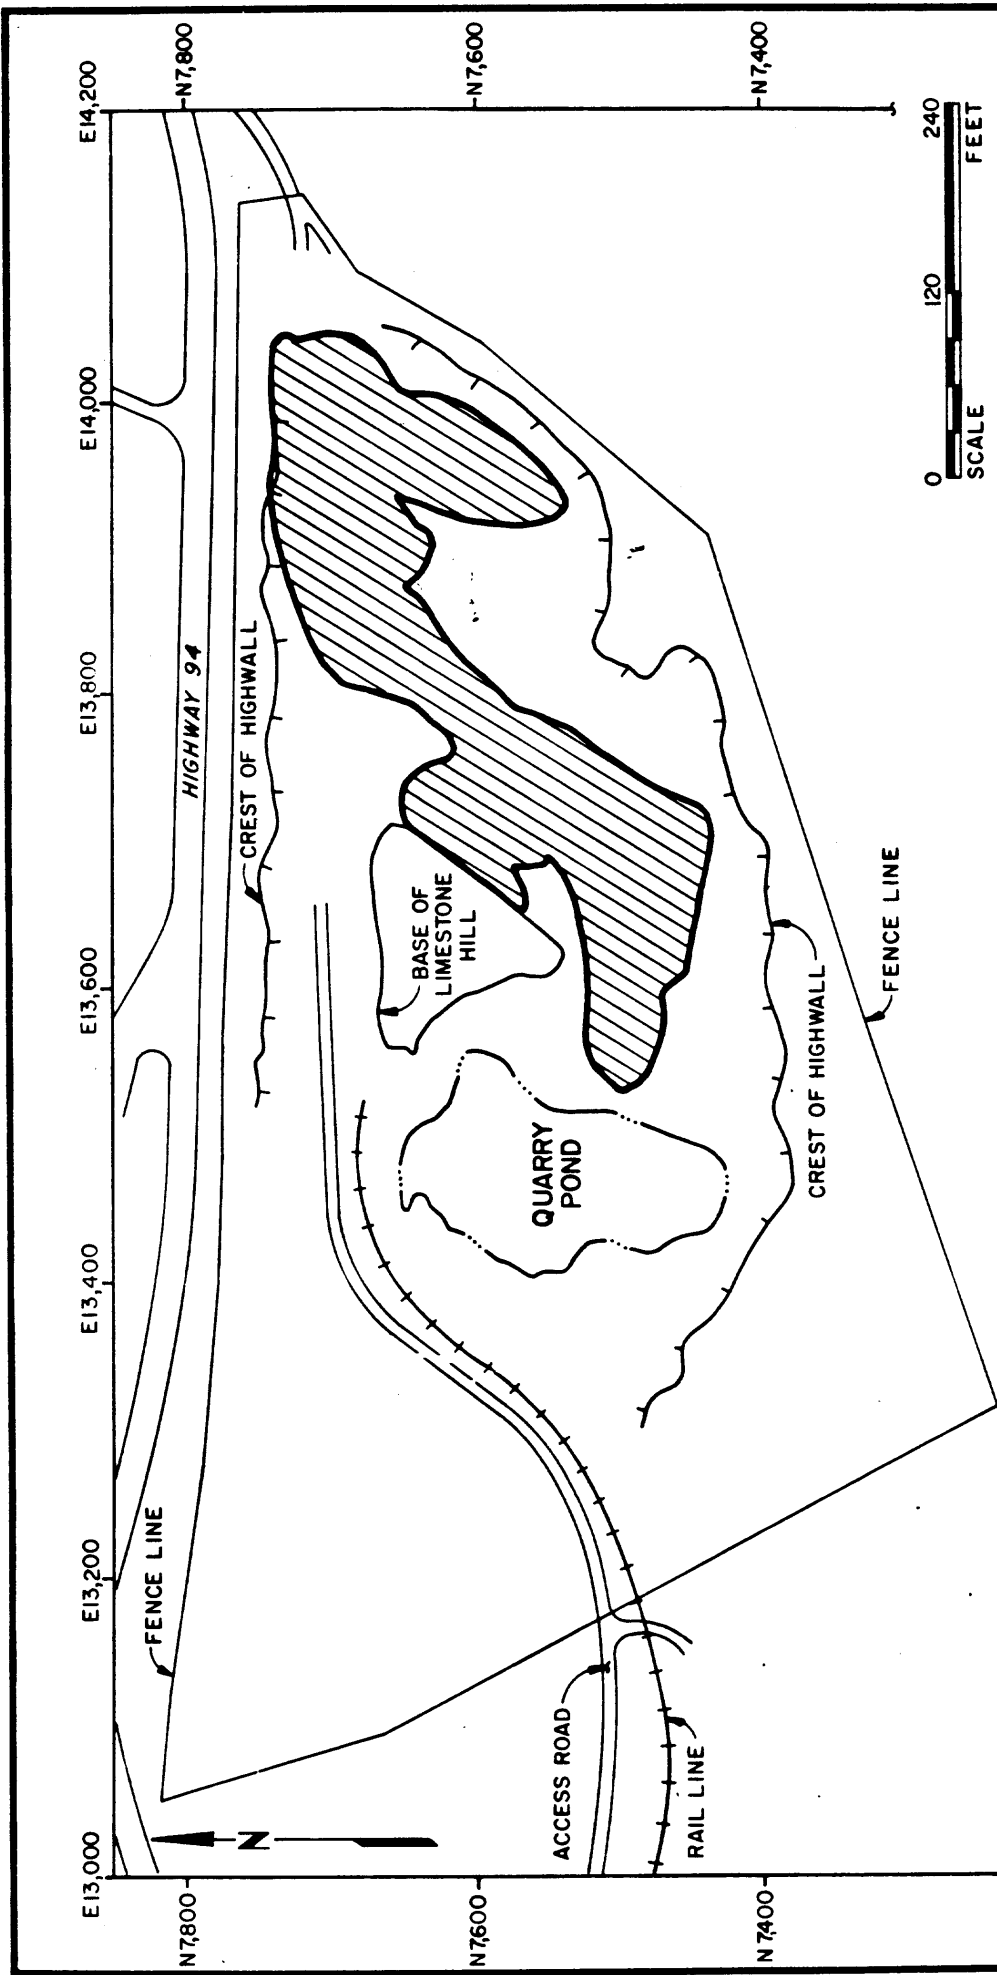 E13,000
E13,200
E13,400
E13,600
E13,800
E14,000
E14,200
N7,800
N7,800
FENCE LINE
HIGHWAY 94
CREST OF HIGHWALL
N
BASE OF
LIMESTONE
HILL
N7,600
N7,600
QUARRY
POND
ACCESS ROAD
RAIL LINE
N7,400
N7,400
CREST OF HIGHWALL
FENCE LINE
0 120 240
SCALE FEET